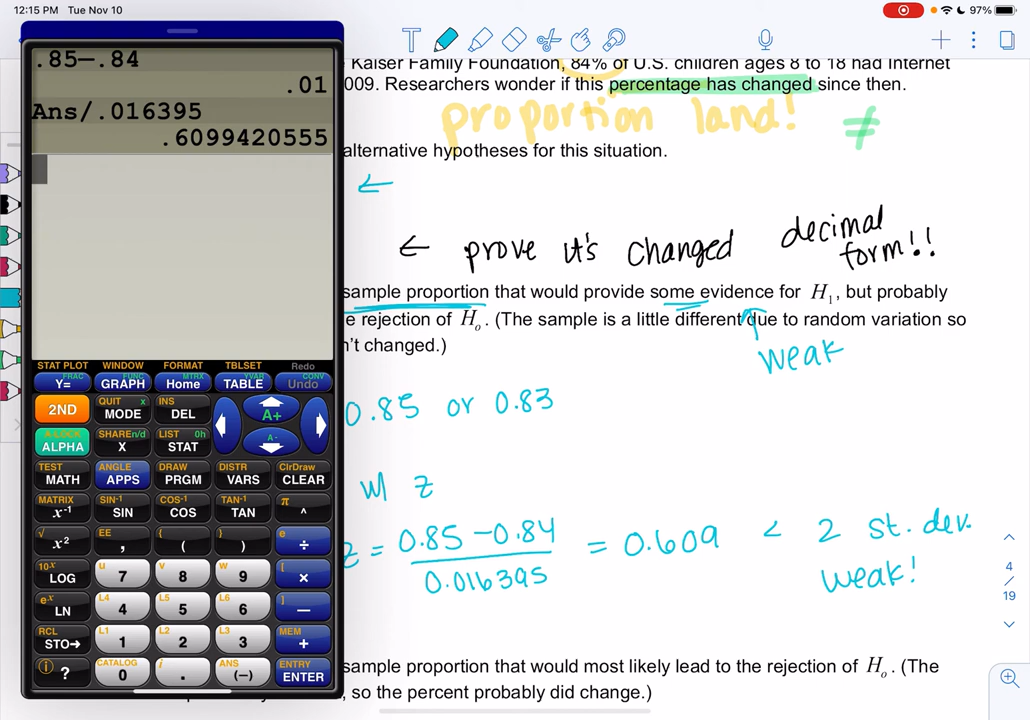 12:15 PM Tue Nov 10
97%
Kaiser Family Foundation, 84% of U.S. children ages 8 to 18 had Internet
009. Researchers wonder if this percentage has changed since then.
proportion land! ≠
alternative hypotheses for this situation.
←
← prove it's changed decimal form!!
sample proportion that would provide some evidence for H₁, but probably
e rejection of Hₒ. (The sample is a little different due to random variation so
n't changed.)
weak
0.85 or 0.83
w/ z
z = 0.85 - 0.84 / 0.016395 = 0.609 < 2 st. dev.
weak!
sample proportion that would most likely lead to the rejection of Hₒ. (The
, so the percent probably did change.)
4
/
19
.85-.84
.01
Ans/.016395
.6099420555
STAT PLOT WINDOW FORMAT TBLSET Redo
Y= GRAPH Home TABLE Undo
QUIT x INS
2ND MODE DEL A+
A-LOCK SHARE n/d LIST 0h A-
ALPHA X STAT
TEST ANGLE DRAW DISTR ClrDraw
MATH APPS PRGM VARS CLEAR
MATRIX SIN-1 COS-1 TAN-1 π
x-1 SIN COS TAN ^
√ EE { } e
x² , ( ) ÷
10x u v w [
LOG 7 8 9 ×
ex L4 L5 L6 ]
LN 4 5 6 —
RCL L1 L2 L3 MEM
STO→ 1 2 3 +
CATALOG i ANS ENTRY
? 0 . (—) ENTER